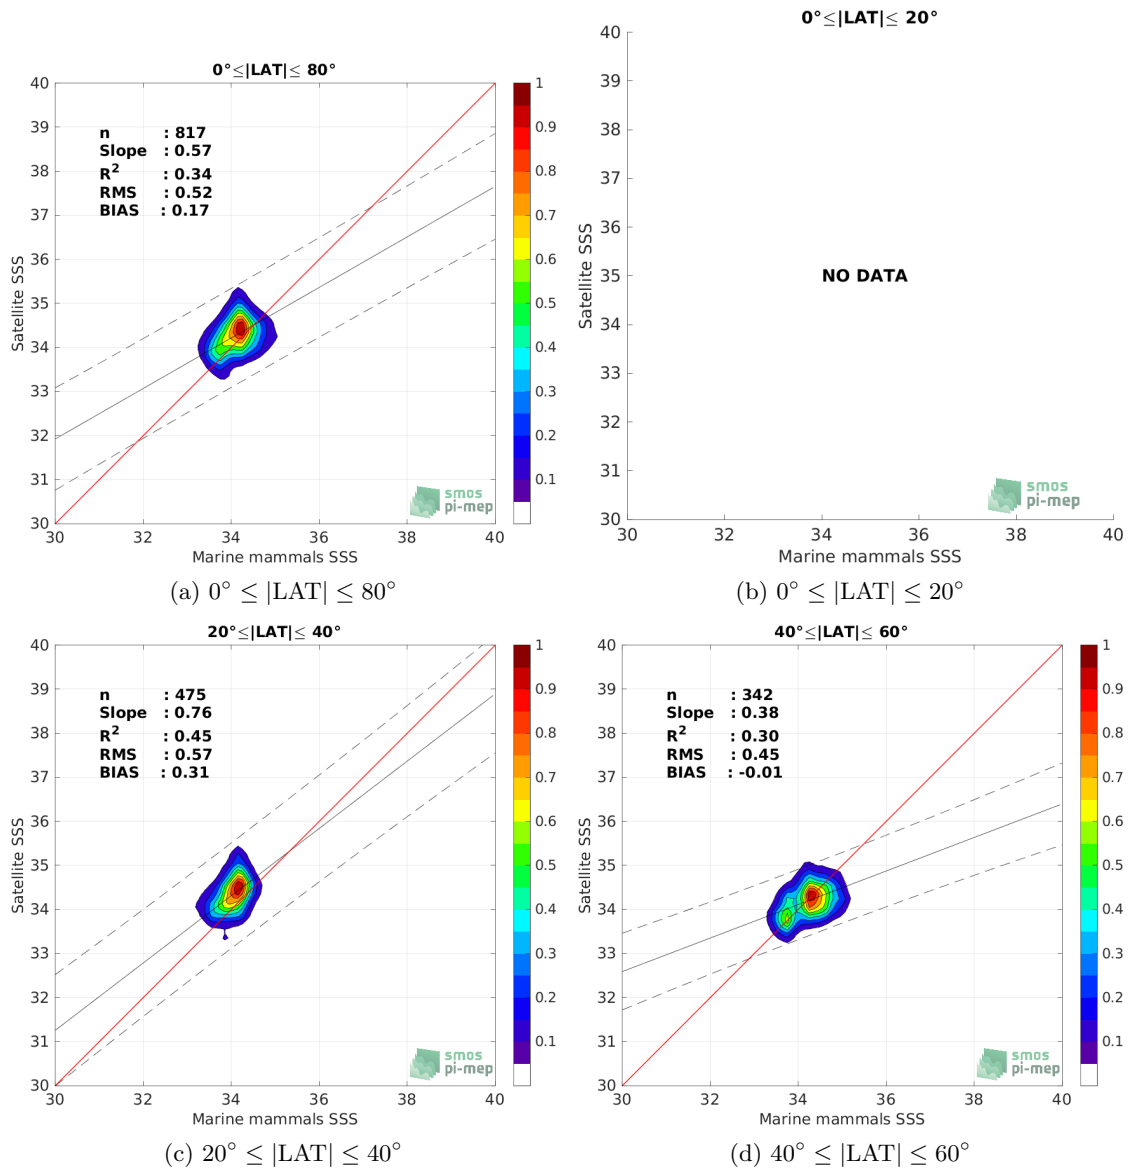 0°≤|LAT|≤ 80°
40
39
38
37
36
35
34
33
32
31
30
Satellite SSS
n : 817
Slope : 0.57
R² : 0.34
RMS : 0.52
BIAS : 0.17
smos
pi-mep
30 32 34 36 38 40
Marine mammals SSS
1
0.9
0.8
0.7
0.6
0.5
0.4
0.3
0.2
0.1
(a) 0° ≤ |LAT| ≤ 80°
0°≤|LAT|≤ 20°
40
39
38
37
36
35
34
33
32
31
30
Satellite SSS
NO DATA
smos
pi-mep
30 32 34 36 38 40
Marine mammals SSS
(b) 0° ≤ |LAT| ≤ 20°
20°≤|LAT|≤ 40°
40
39
38
37
36
35
34
33
32
31
30
Satellite SSS
n : 475
Slope : 0.76
R² : 0.45
RMS : 0.57
BIAS : 0.31
smos
pi-mep
30 32 34 36 38 40
Marine mammals SSS
1
0.9
0.8
0.7
0.6
0.5
0.4
0.3
0.2
0.1
(c) 20° ≤ |LAT| ≤ 40°
40°≤|LAT|≤ 60°
40
39
38
37
36
35
34
33
32
31
30
Satellite SSS
n : 342
Slope : 0.38
R² : 0.30
RMS : 0.45
BIAS : -0.01
smos
pi-mep
30 32 34 36 38 40
Marine mammals SSS
1
0.9
0.8
0.7
0.6
0.5
0.4
0.3
0.2
0.1
(d) 40° ≤ |LAT| ≤ 60°